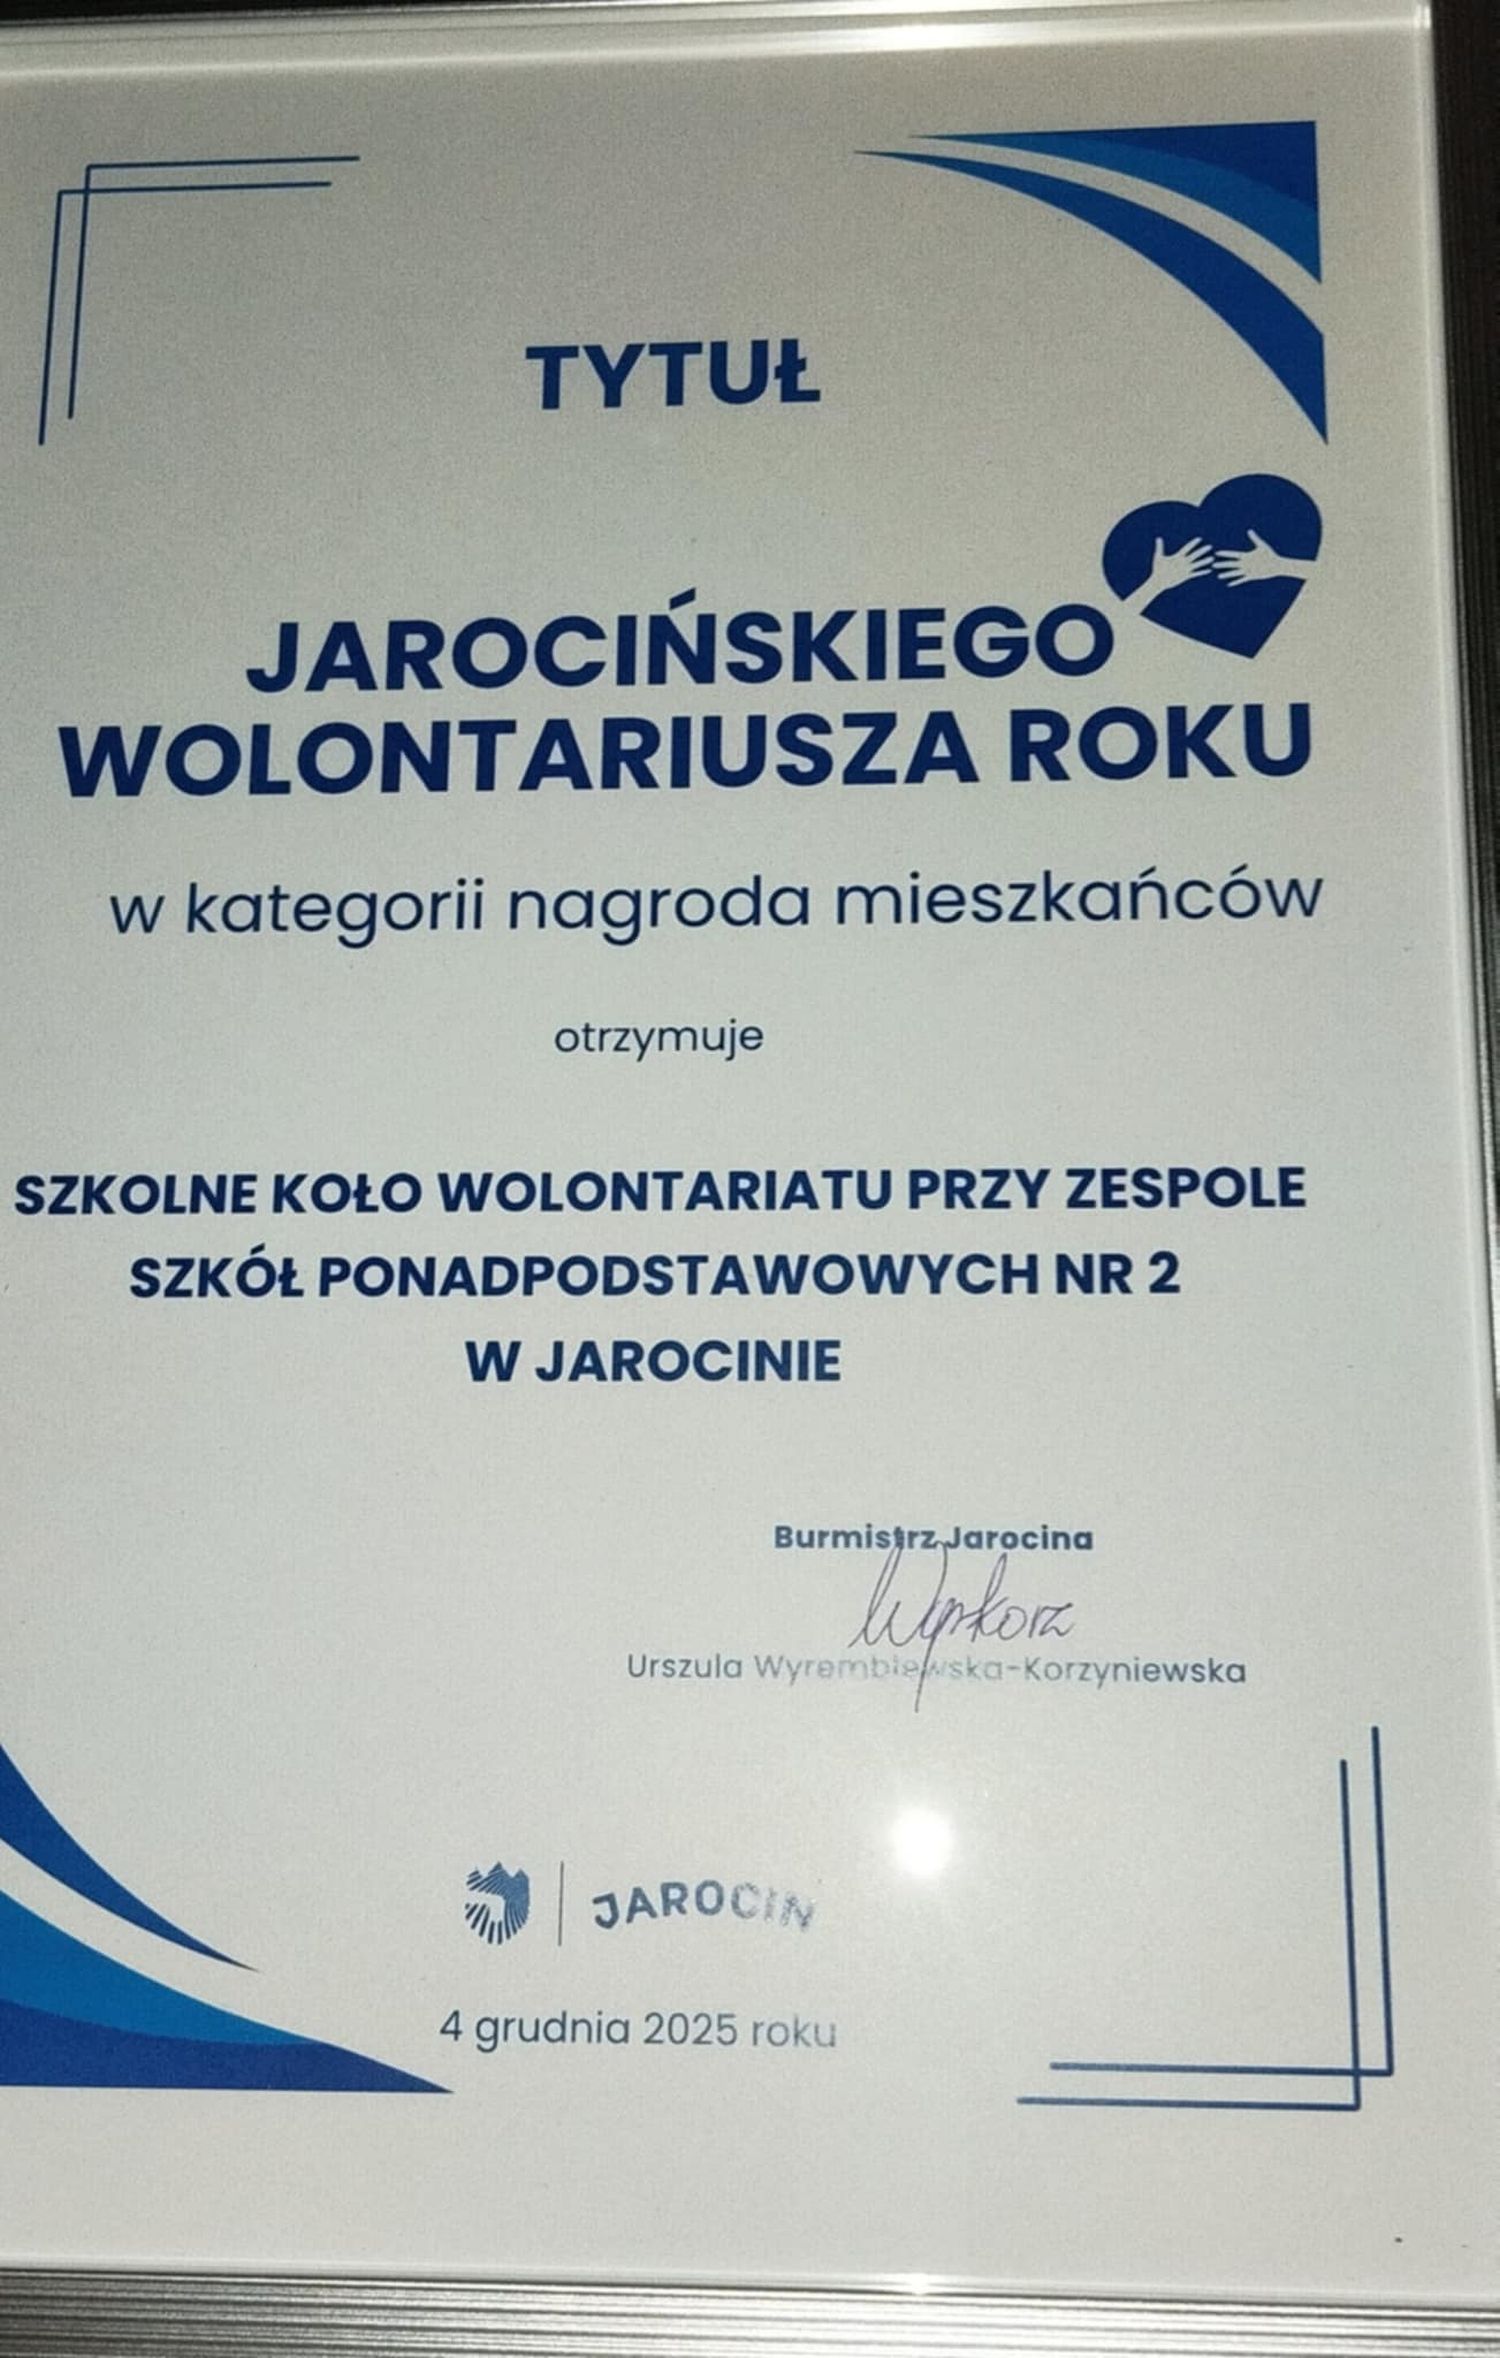 TYTUŁ
JAROCIŃSKIEGO
WOLONTARIUSZA ROKU
w kategorii nagroda mieszkańców
otrzymuje
SZKOLNE KOŁO WOLONTARIATU PRZY ZESPOLE
SZKÓŁ PONADPODSTAWOWYCH NR 2
W JAROCINIE
Burmistrz Jarocina
Urszula Wyremblewska-Korzyniewska
JAROCIN
4 grudnia 2025 roku